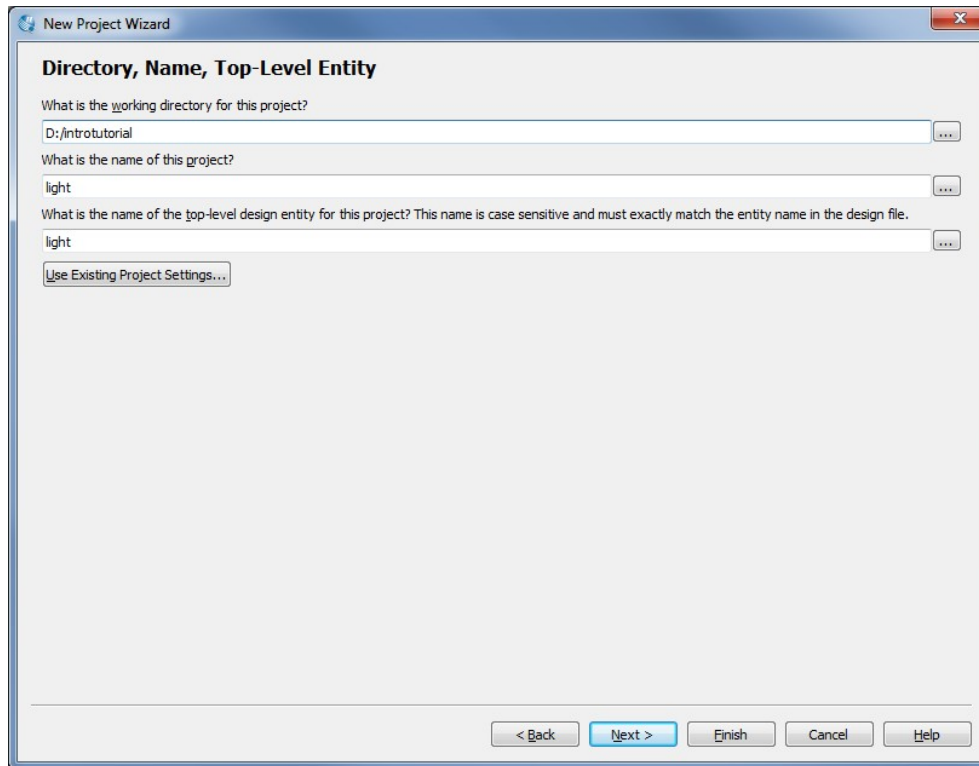 New Project Wizard
x
Directory, Name, Top-Level Entity
What is the working directory for this project?
D:/introtutorial
...
What is the name of this project?
light
...
What is the name of the top-level design entity for this project? This name is case sensitive and must exactly match the entity name in the design file.
light
...
Use Existing Project Settings...
< Back Next > Finish Cancel Help